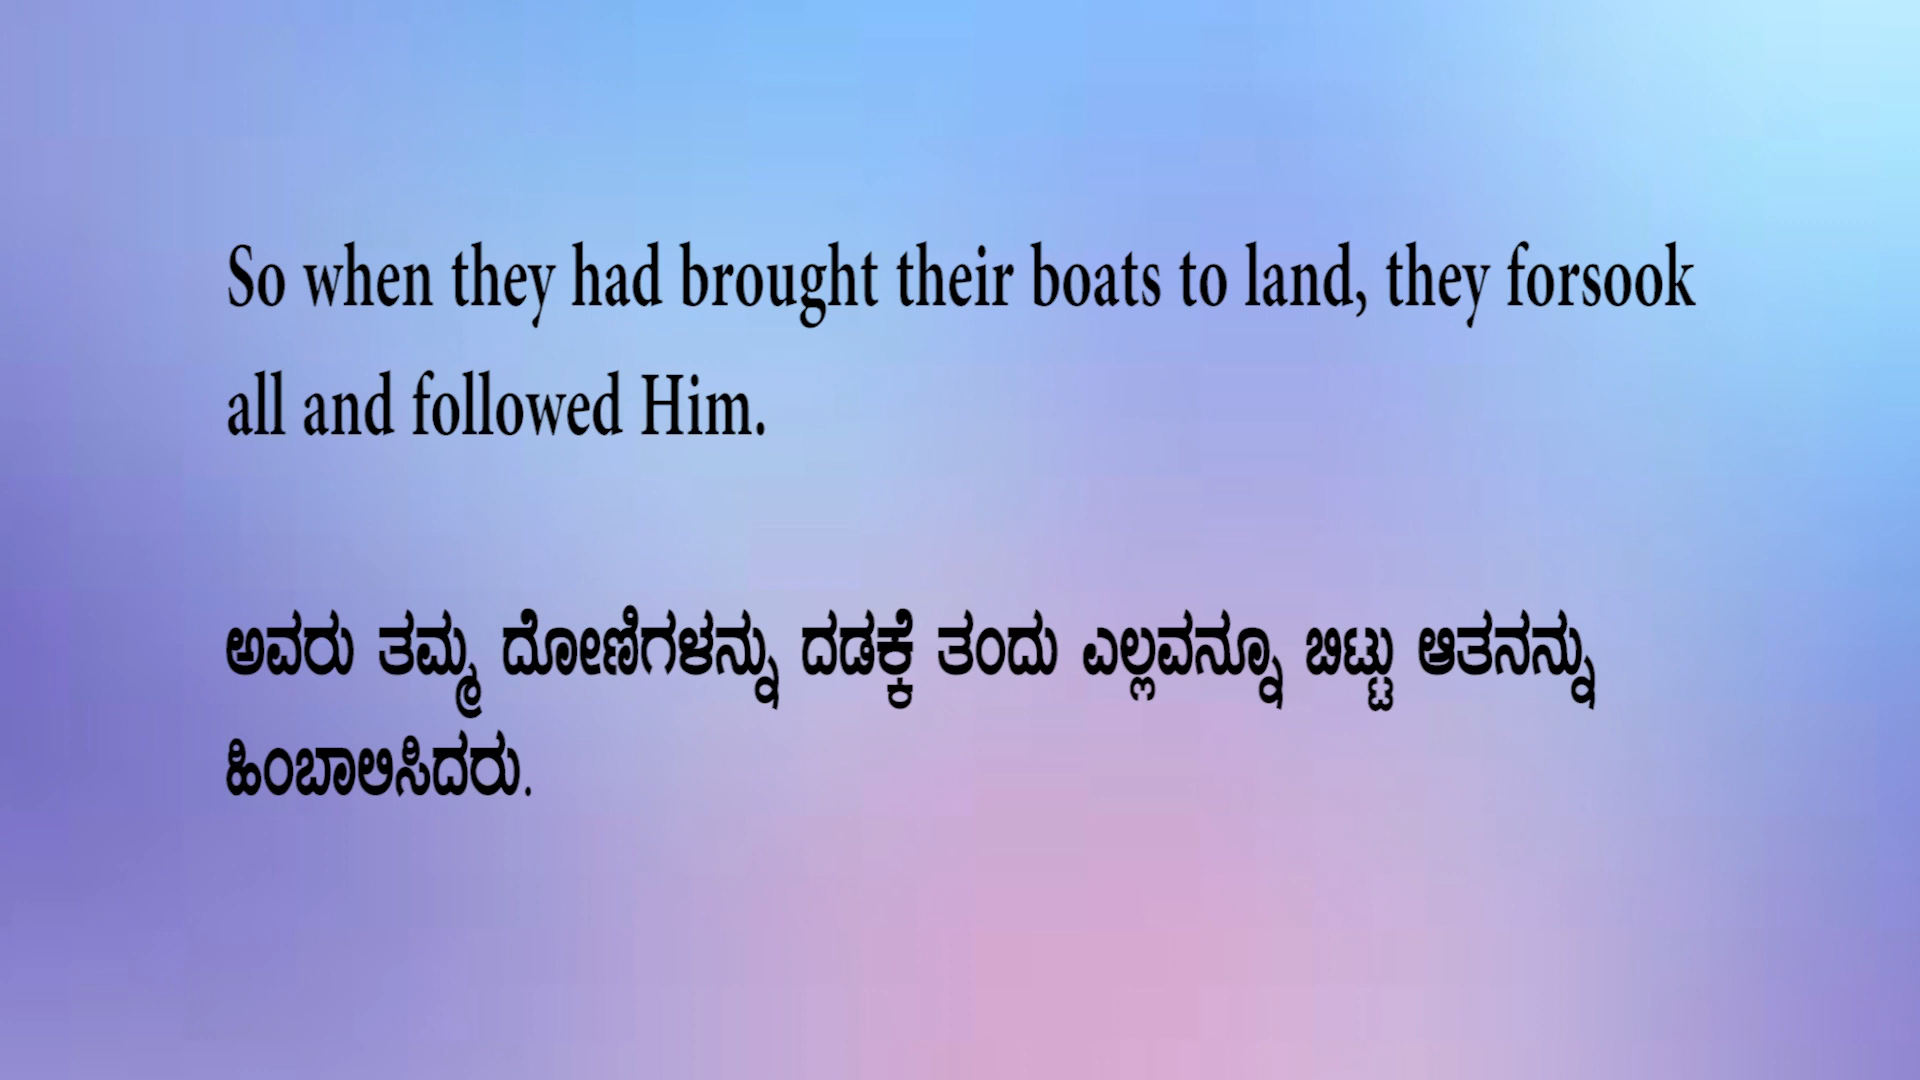 So when they had brought their boats to land, they forsook
all and followed Him.
ಅವರು ತಮ್ಮ ದೋಣಿಗಳನ್ನು ದಡಕ್ಕೆ ತಂದು ಎಲ್ಲವನ್ನೂ ಬಿಟ್ಟು ಆತನನ್ನು
ಹಿಂಬಾಲಿಸಿದರು.